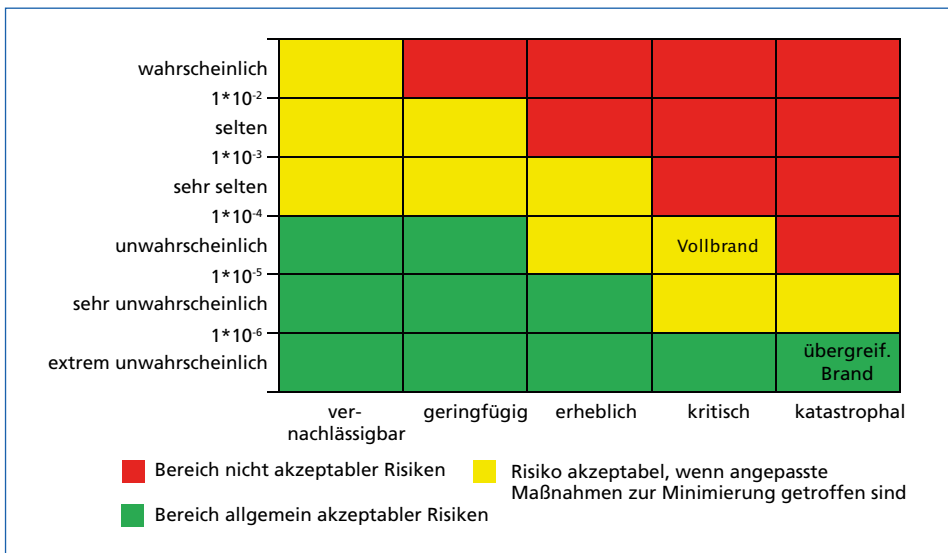 wahrscheinlich
1*10-2
selten
1*10-3
sehr selten
1*10-4
unwahrscheinlich
Vollbrand
1*10-5
sehr unwahrscheinlich
1*10-6
extrem unwahrscheinlich
übergreif.
Brand
ver-
nachlässigbar
geringfügig
erheblich
kritisch
katastrophal
Bereich nicht akzeptabler Risiken
Risiko akzeptabel, wenn angepasste
Maßnahmen zur Minimierung getroffen sind
Bereich allgemein akzeptabler Risiken